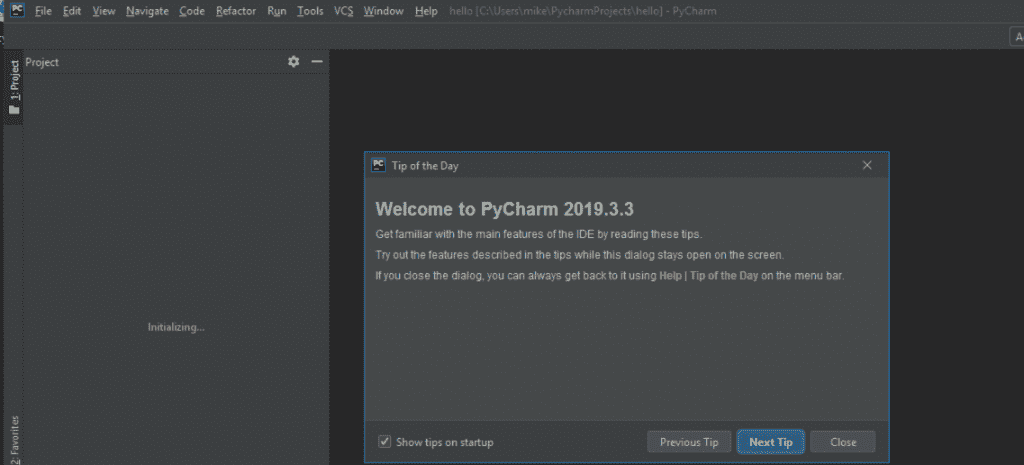 PC File Edit View Navigate Code Refactor Run Tools VCS Window Help hello [C:\Users\mike\PycharmProjects\hello] - PyCharm
1: Project
Project
PC Tip of the Day
Welcome to PyCharm 2019.3.3
Get familiar with the main features of the IDE by reading these tips.
Try out the features described in the tips while this dialog stays open on the screen.
If you close the dialog, you can always get back to it using Help | Tip of the Day on the menu bar.
Initializing...
2: Favorites
Show tips on startup Previous Tip Next Tip Close